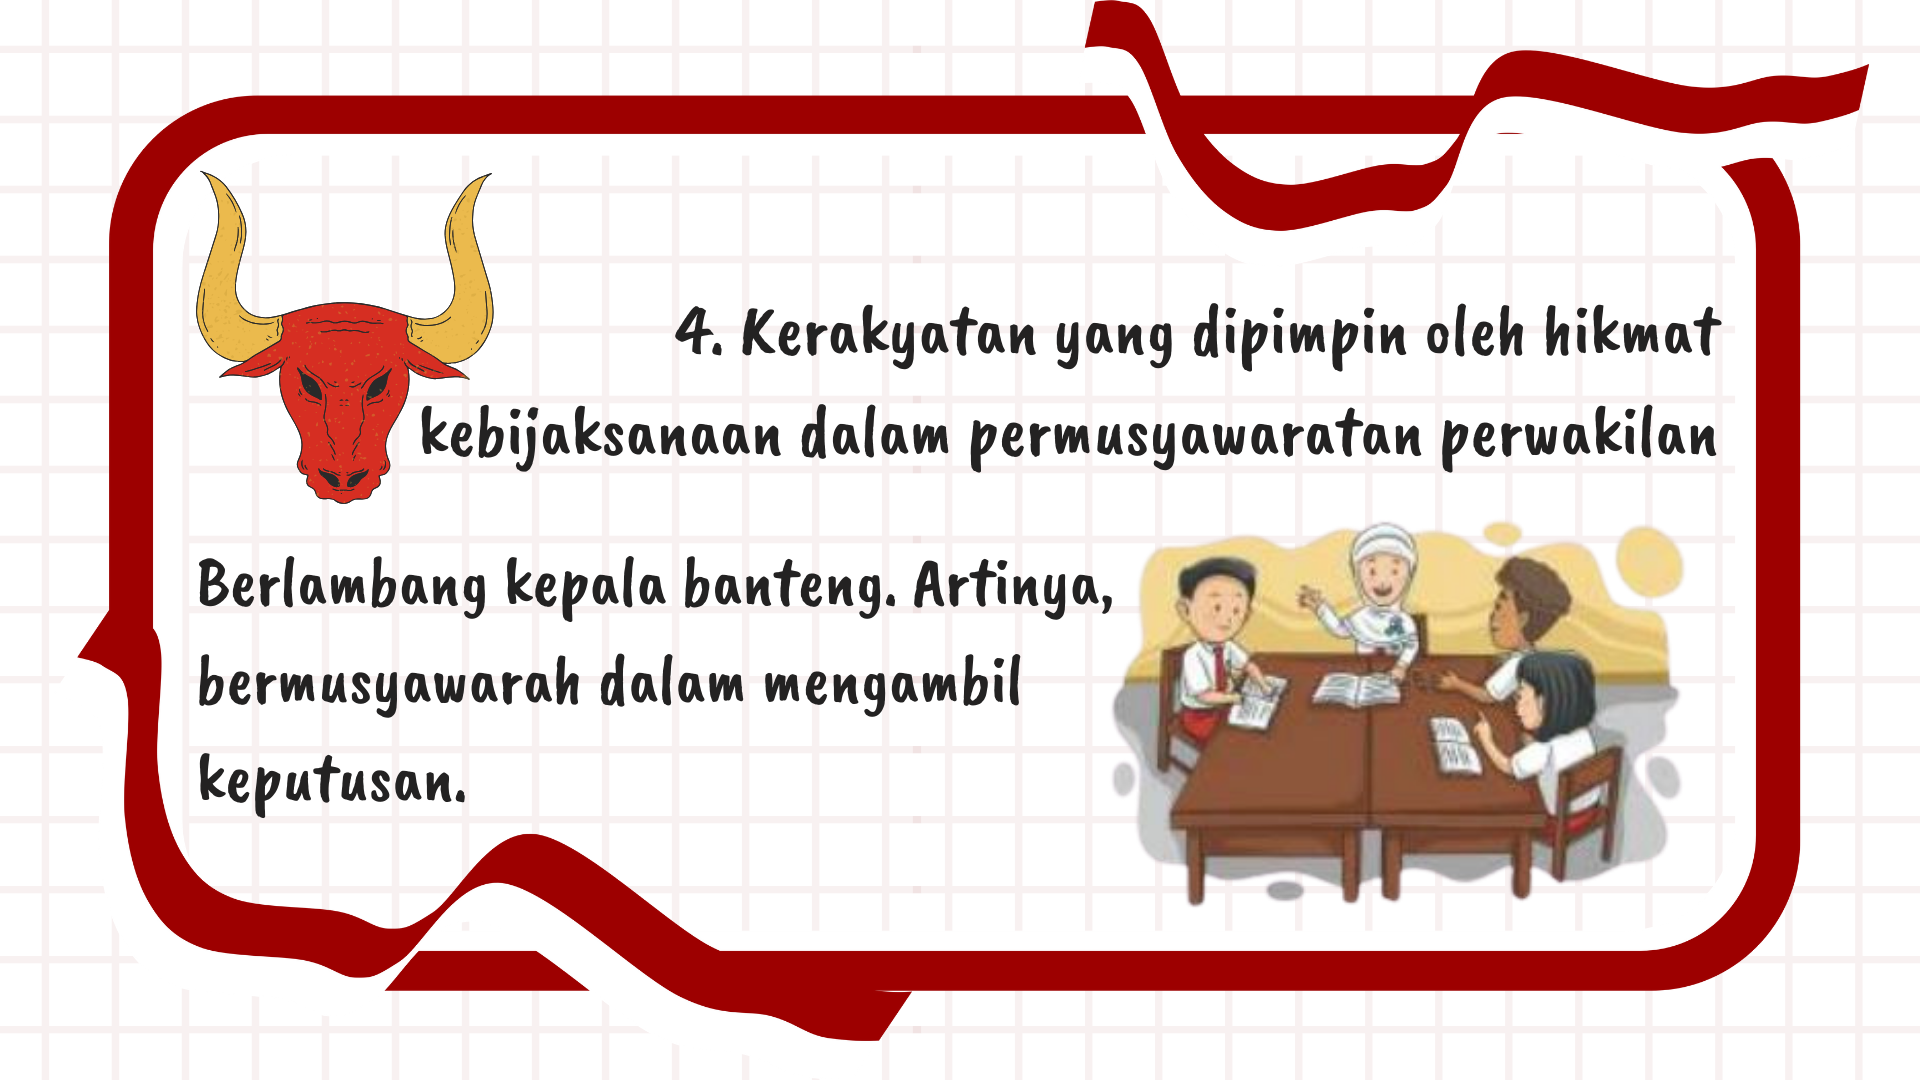 4. Kerakyatan yang dipimpin oleh hikmat
kebijaksanaan dalam permusyawaratan perwakilan
Berlambang kepala banteng. Artinya,
bermusyawarah dalam mengambil
keputusan.